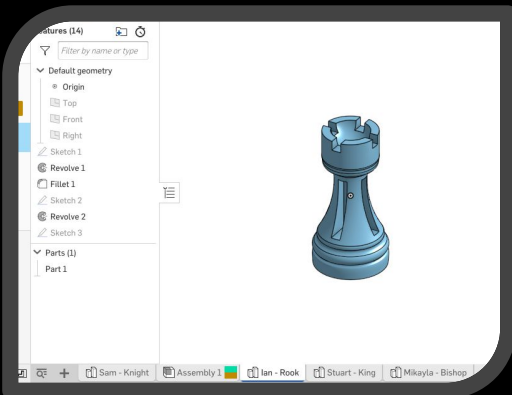 atures (14)
Filter by name or type
Default geometry
Origin
Top
Front
Right
Sketch 1
Revolve 1
Fillet 1
Sketch 2
Revolve 2
Sketch 3
Parts (1)
Part 1
Sam - Knight
Assembly 1
Ian - Rook
Stuart - King
Mikayla - Bishop